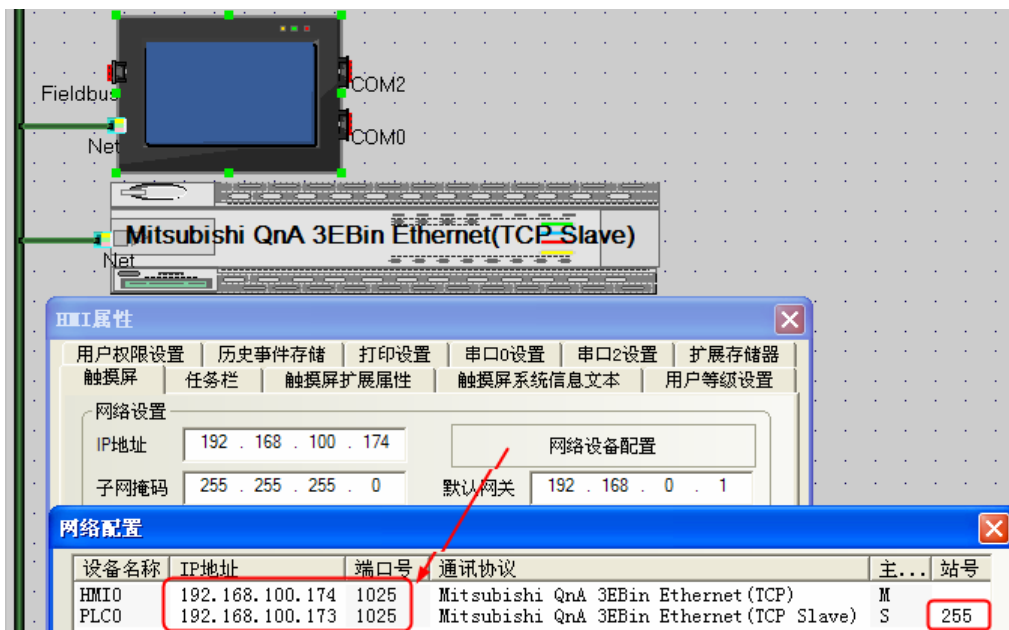 Fieldbus
COM2
Net
COM0
Mitsubishi QnA 3EBin Ethernet(TCP Slave)
Net
HMI属性
用户权限设置 历史事件存储 打印设置 串口0设置 串口2设置 扩展存储器
触摸屏 任务栏 触摸屏扩展属性 触摸屏系统信息文本 用户等级设置
网络设置
IP地址 192 . 168 . 100 . 174 网络设备配置
子网掩码 255 . 255 . 255 . 0 默认网关 192 . 168 . 0 . 1
网络配置
设备名称 IP地址 端口号 通讯协议 主... 站号
HMI0 192.168.100.174 1025 Mitsubishi QnA 3EBin Ethernet(TCP) M
PLC0 192.168.100.173 1025 Mitsubishi QnA 3EBin Ethernet(TCP Slave) S 255